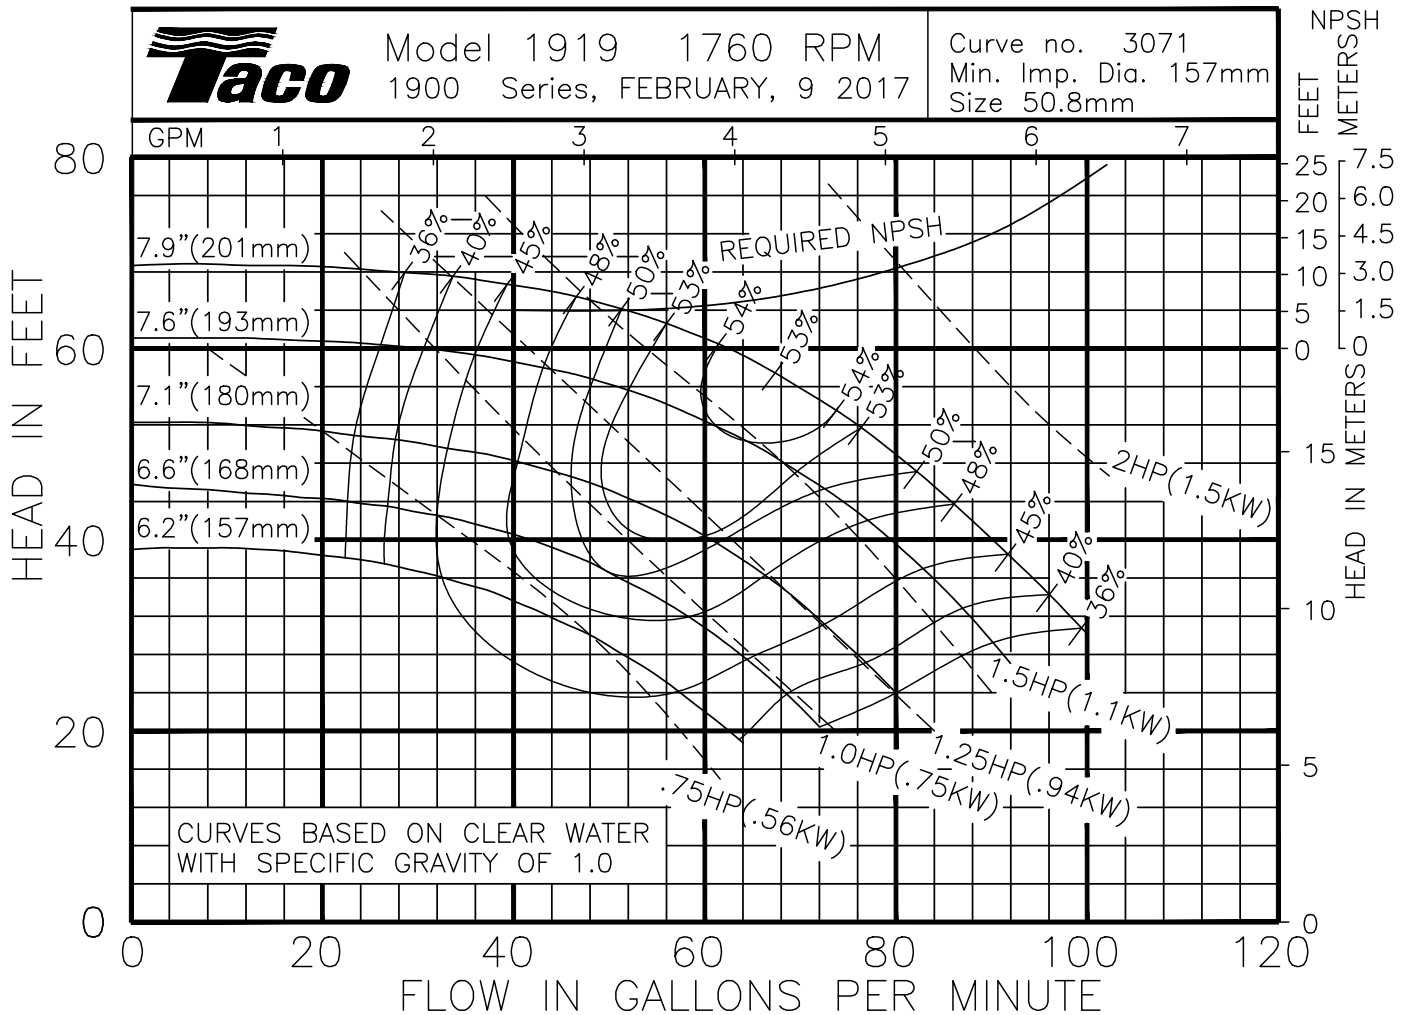 Taco
Model 1919 1760 RPM
1900 Series, FEBRUARY, 9 2017
Curve no. 3071
Min. Imp. Dia. 157mm
Size 50.8mm
NPSH
FEET
METERS
GPM 1 2 3 4 5 6 7
80
60
40
20
0
HEAD IN FEET
25
20
15
10
5
0
7.5
6.0
4.5
3.0
1.5
0
15
10
5
0
HEAD IN METERS
7.9”(201mm)
7.6”(193mm)
7.1”(180mm)
6.6”(168mm)
6.2”(157mm)
36%
40%
45%
48%
50%
53%
54%
53%
54%
53%
50%
48%
45%
40%
36%
REQUIRED NPSH
2HP(1.5KW)
1.5HP(1.1KW)
1.25HP(.94KW)
1.0HP(.75KW)
.75HP(.56KW)
CURVES BASED ON CLEAR WATER
WITH SPECIFIC GRAVITY OF 1.0
0 20 40 60 80 100 120
FLOW IN GALLONS PER MINUTE